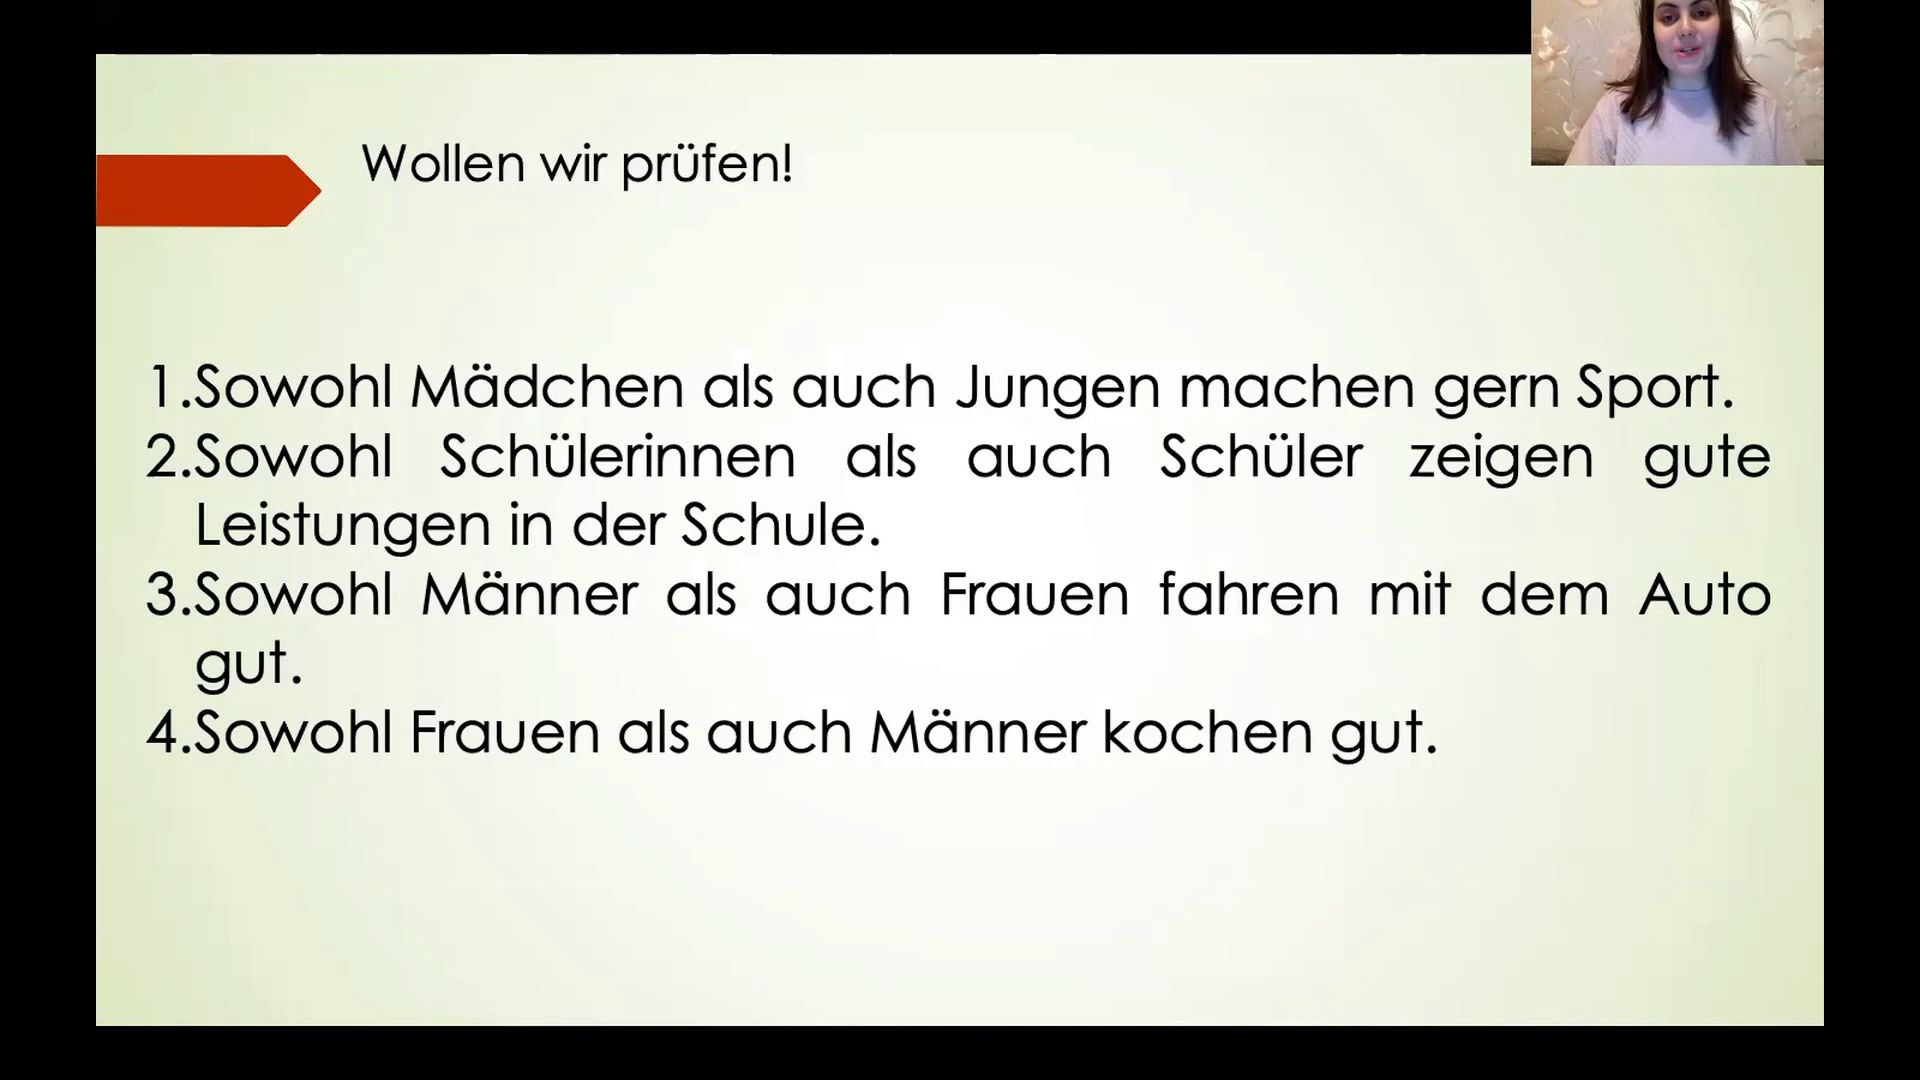 Wollen wir prüfen!
1.Sowohl Mädchen als auch Jungen machen gern Sport.
2.Sowohl Schülerinnen als auch Schüler zeigen gute
Leistungen in der Schule.
3.Sowohl Männer als auch Frauen fahren mit dem Auto
gut.
4.Sowohl Frauen als auch Männer kochen gut.